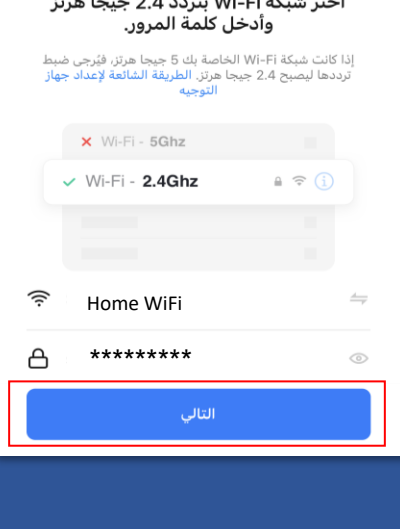 اختر شبكة Wi-Fi بتردد 2.4 جيجا هرتز
وأدخل كلمة المرور.
إذا كانت شبكة Wi-Fi الخاصة بك 5 جيجا هرتز، فيُرجى ضبط
ترددها ليصبح 2.4 جيجا هرتز. الطريقة الشائعة لإعداد جهاز
التوجيه
Wi-Fi - 5Ghz
Wi-Fi - 2.4Ghz
Home WiFi
*********
التالي